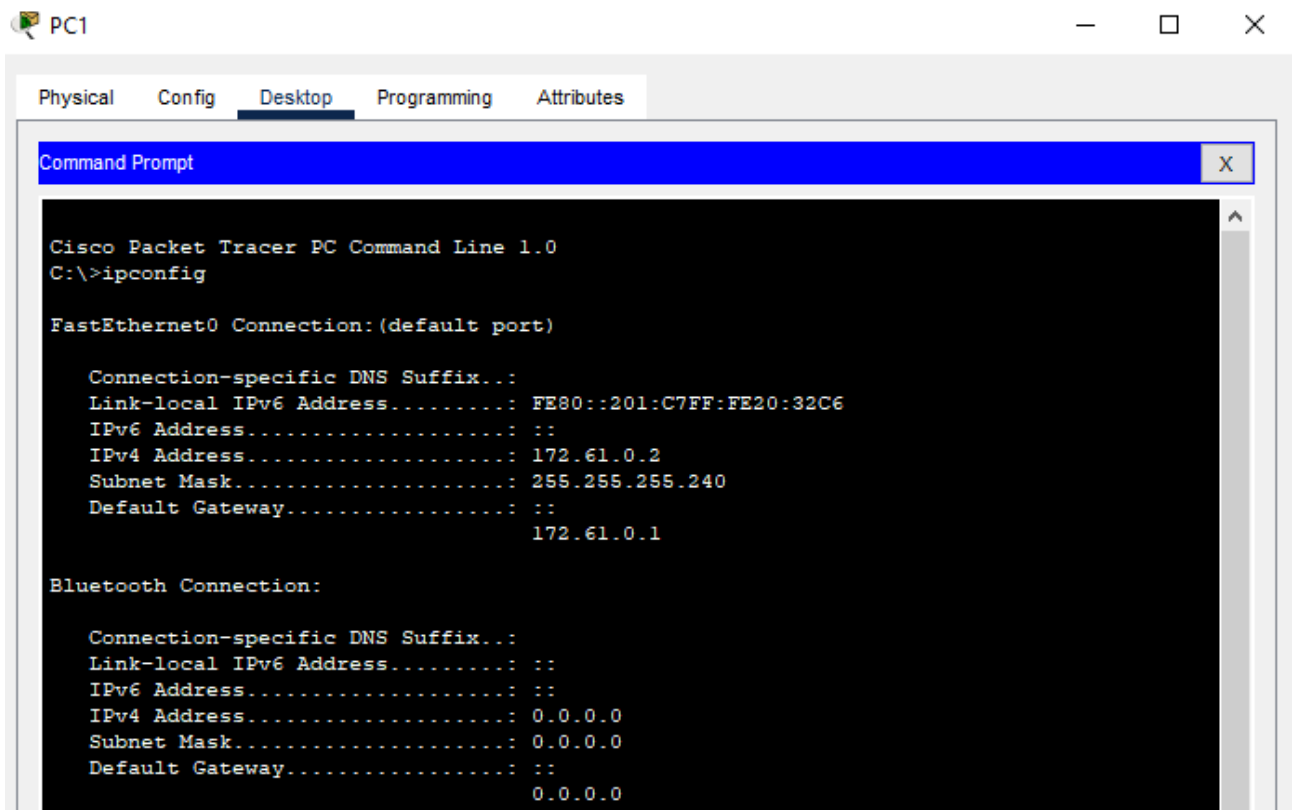 PC1
Physical Config Desktop Programming Attributes
Command Prompt
X
Cisco Packet Tracer PC Command Line 1.0
C:\>ipconfig
FastEthernet0 Connection:(default port)
Connection-specific DNS Suffix..:
Link-local IPv6 Address.........: FE80::201:C7FF:FE20:32C6
IPv6 Address....................: ::
IPv4 Address....................: 172.61.0.2
Subnet Mask.....................: 255.255.255.240
Default Gateway.................: ::
172.61.0.1
Bluetooth Connection:
Connection-specific DNS Suffix..:
Link-local IPv6 Address.........: ::
IPv6 Address....................: ::
IPv4 Address....................: 0.0.0.0
Subnet Mask.....................: 0.0.0.0
Default Gateway.................: ::
0.0.0.0